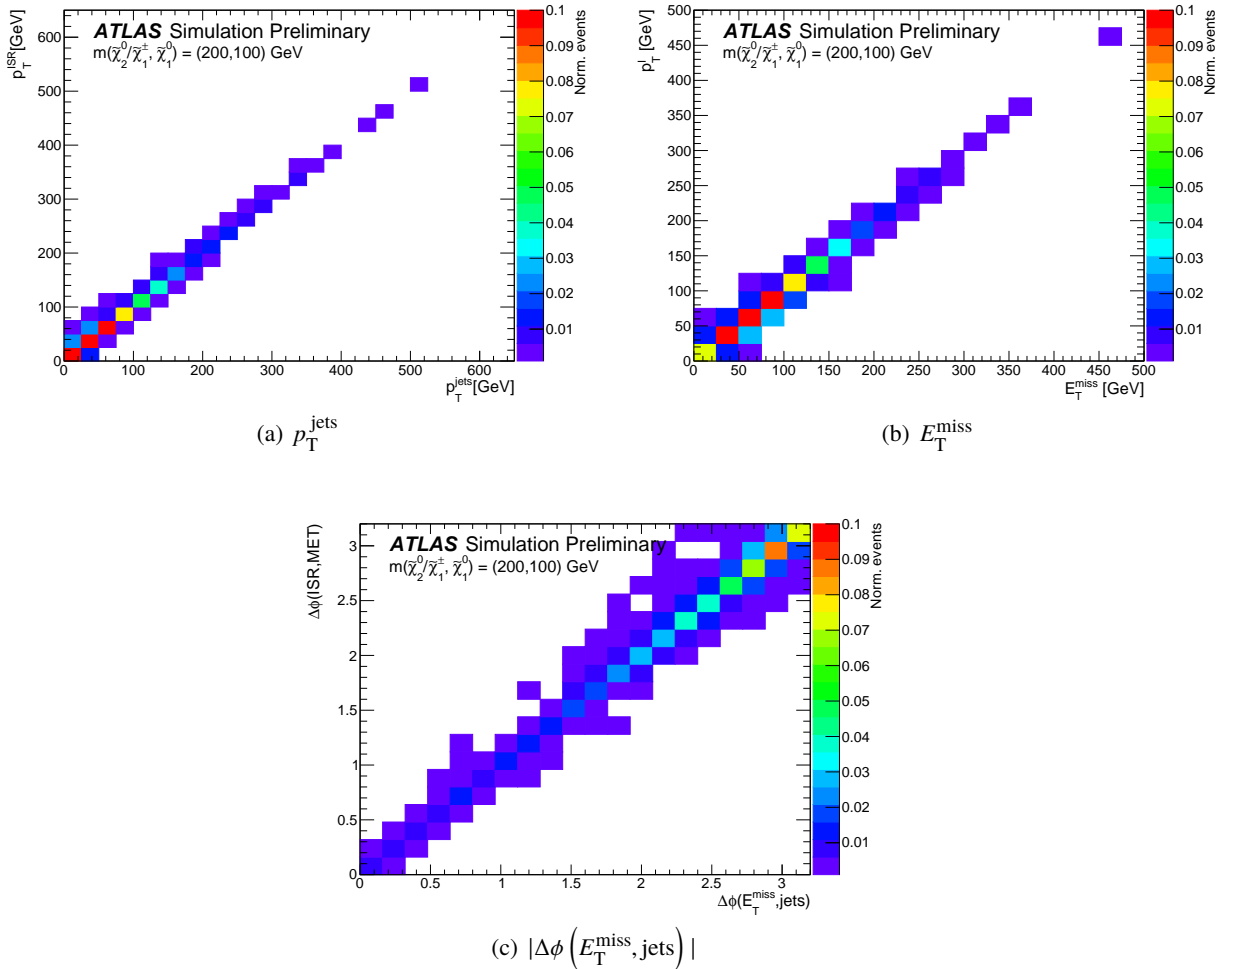 ATLAS Simulation Preliminary
m(χ̃⁰₂/χ̃±₁, χ̃⁰₁) = (200,100) GeV
p_T^ISR [GeV]
600
500
400
300
200
100
0
0 100 200 300 400 500 600
p_T^jets [GeV]
0.1
0.09
0.08
0.07
0.06
0.05
0.04
0.03
0.02
0.01
Norm. events
(a) p_T^jets
ATLAS Simulation Preliminary
m(χ̃⁰₂/χ̃±₁, χ̃⁰₁) = (200,100) GeV
p_T^I [GeV]
500
450
400
350
300
250
200
150
100
50
0
0 50 100 150 200 250 300 350 400 450 500
E_T^miss [GeV]
0.1
0.09
0.08
0.07
0.06
0.05
0.04
0.03
0.02
0.01
Norm. events
(b) E_T^miss
ATLAS Simulation Preliminary
m(χ̃⁰₂/χ̃±₁, χ̃⁰₁) = (200,100) GeV
Δϕ(ISR,MET)
3
2.5
2
1.5
1
0.5
0
0 0.5 1 1.5 2 2.5 3
Δϕ(E_T^miss,jets)
0.1
0.09
0.08
0.07
0.06
0.05
0.04
0.03
0.02
0.01
Norm. events
(c) |Δϕ(E_T^miss, jets)|